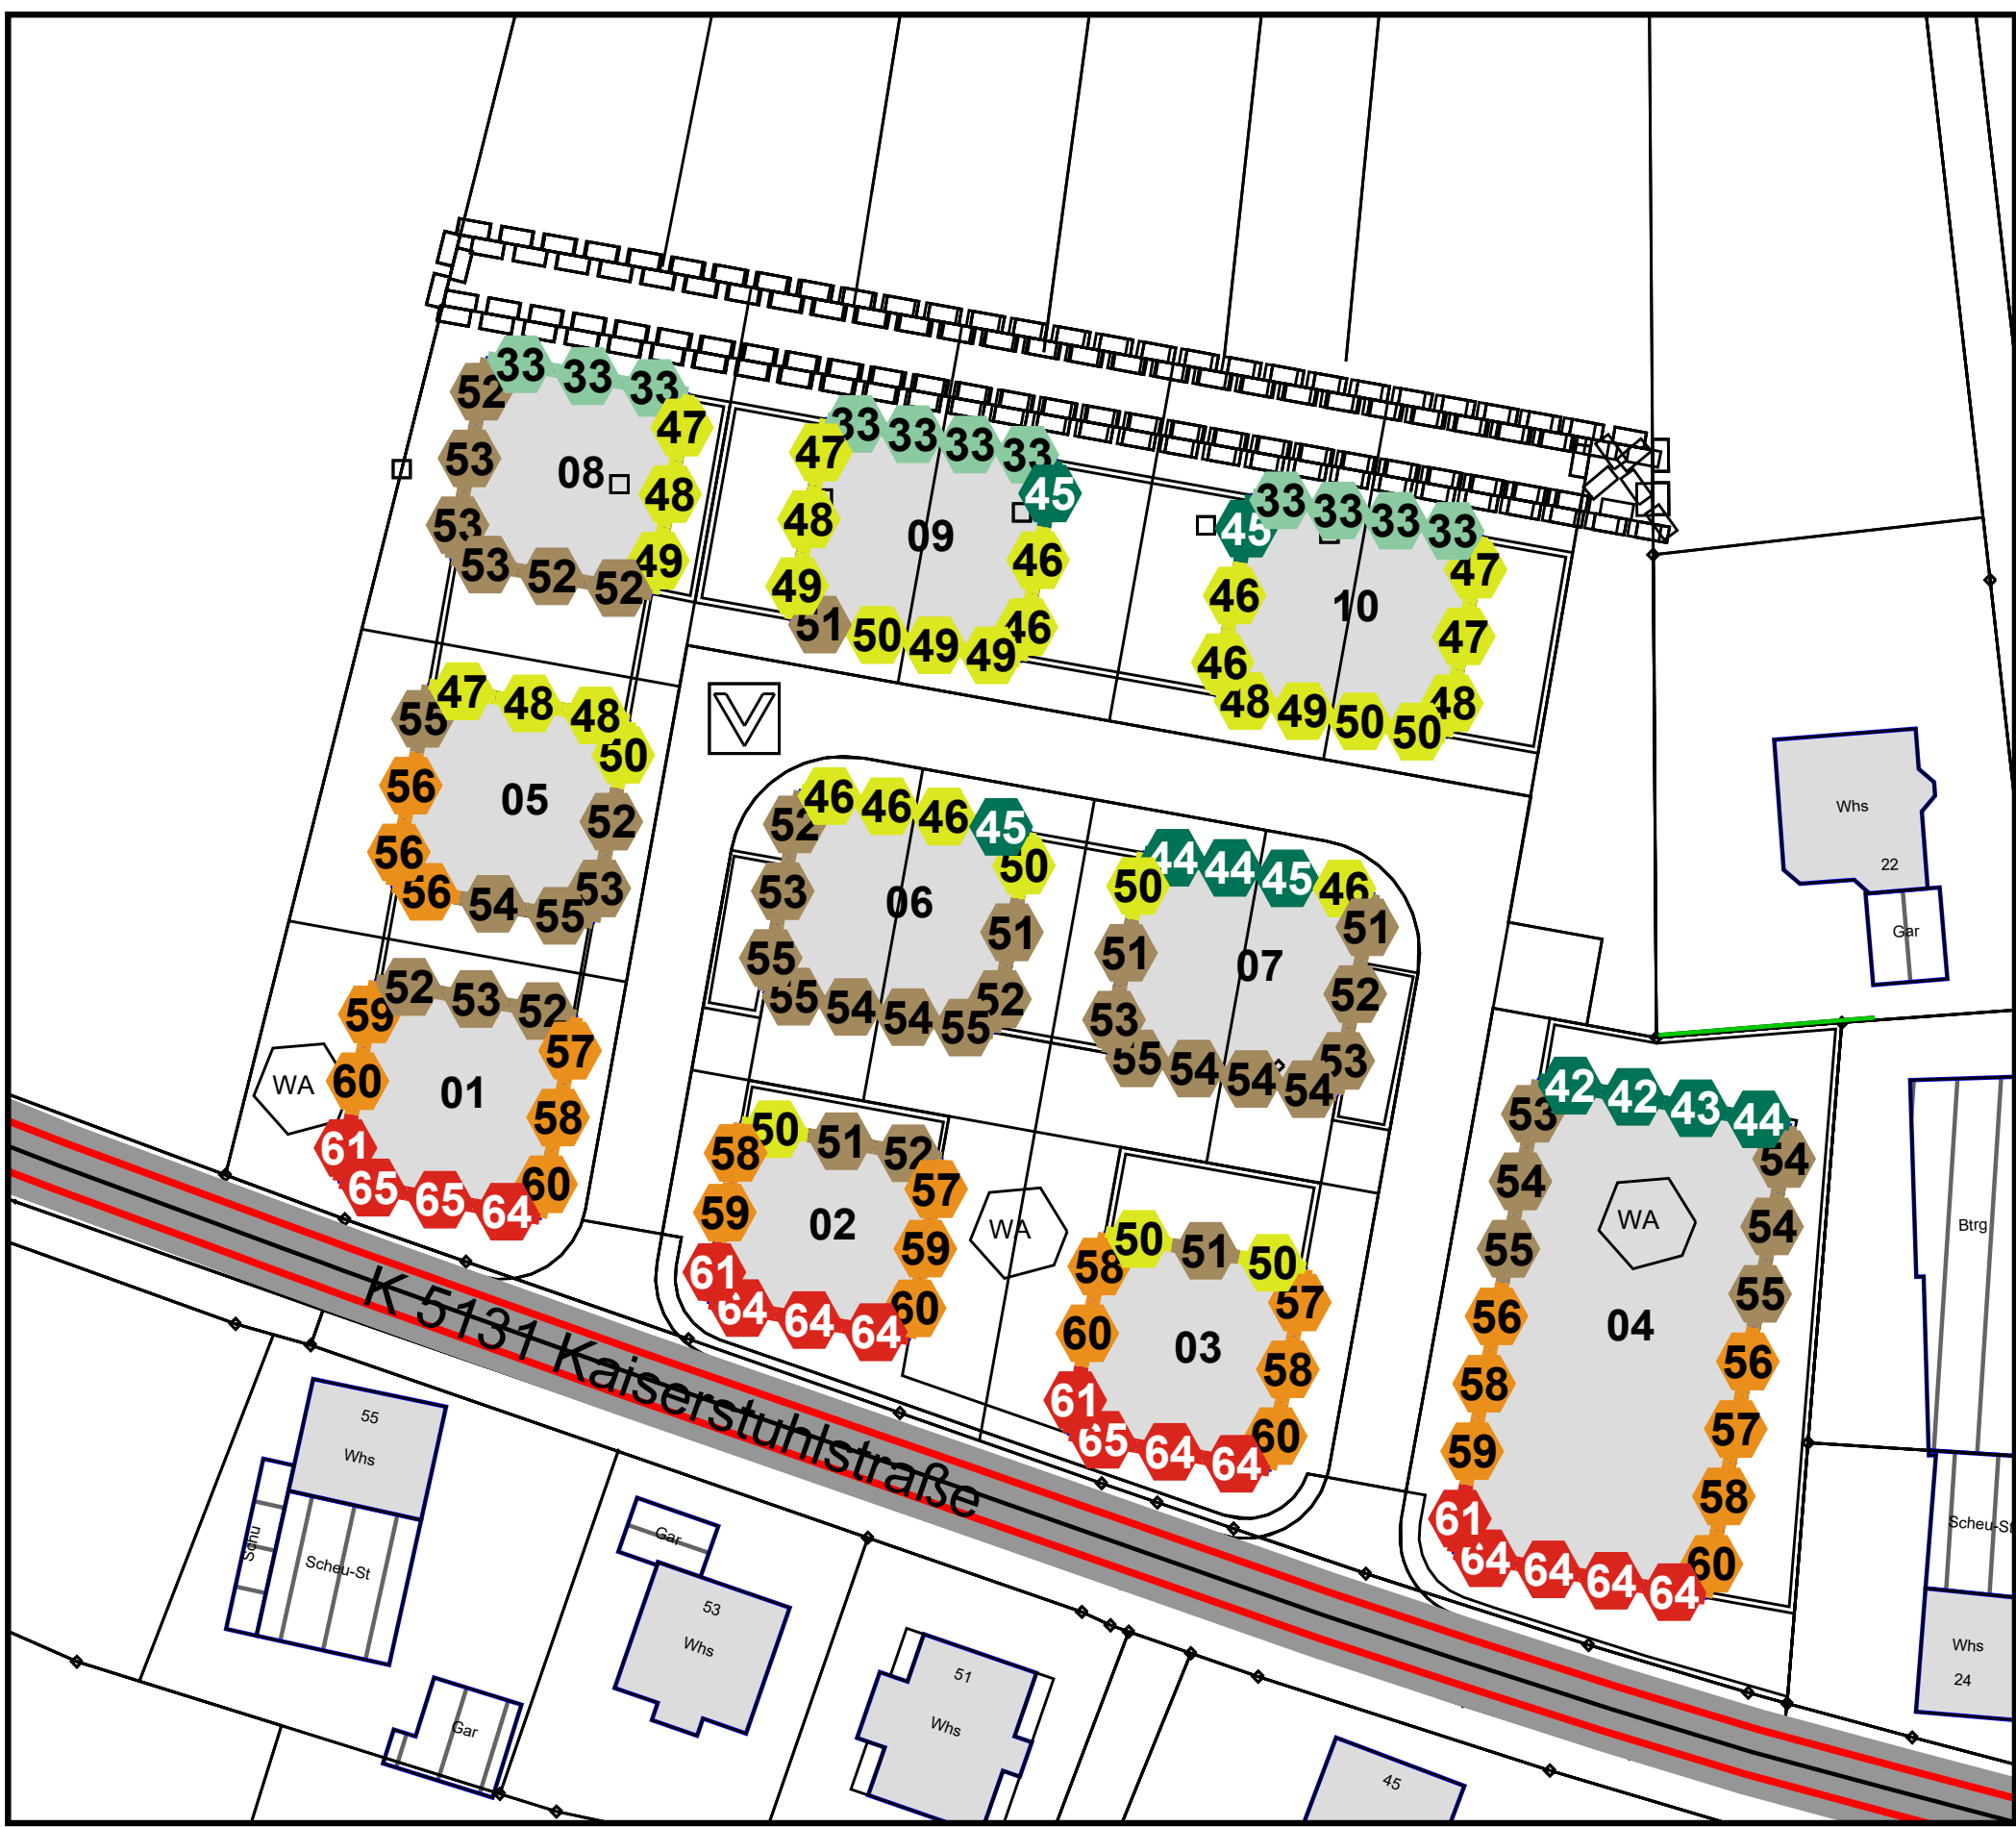 33 33 33
52
47
53
08
48
53
49
53 52 52
33 33 33 33
47
45
48
09
46
49
46
51 50 49 49
33 33 33 33
45
47
46
10
47
46
48
48 49 50 50
47 48 48
55
50
56
05
52
56
53
56 54 55
46 46 46 45
52
50
53
06
51
55
52
55 54 54 55
44 44 45 46
50
51
51
07
52
53
53
55 54 54 54
Whs
22
Gar
52 53 52
59
57
WA
60
01
58
61
60
65 65 64
50 51 52
58
57
59
02
59
61
60
64 64 64
WA
50 51 50
58
57
60
03
58
61
60
65 64 64
42 42 43 44
53
54
54
WA
54
55
55
56
04
56
58
57
59
58
61
60
64 64 64 64
Btrg
Scheu-St
Whs
24
K 5131 Kaiserstuhlstraße
55
Whs
Schu
Scheu-St
Gar
Gar
53
Whs
51
Whs
45